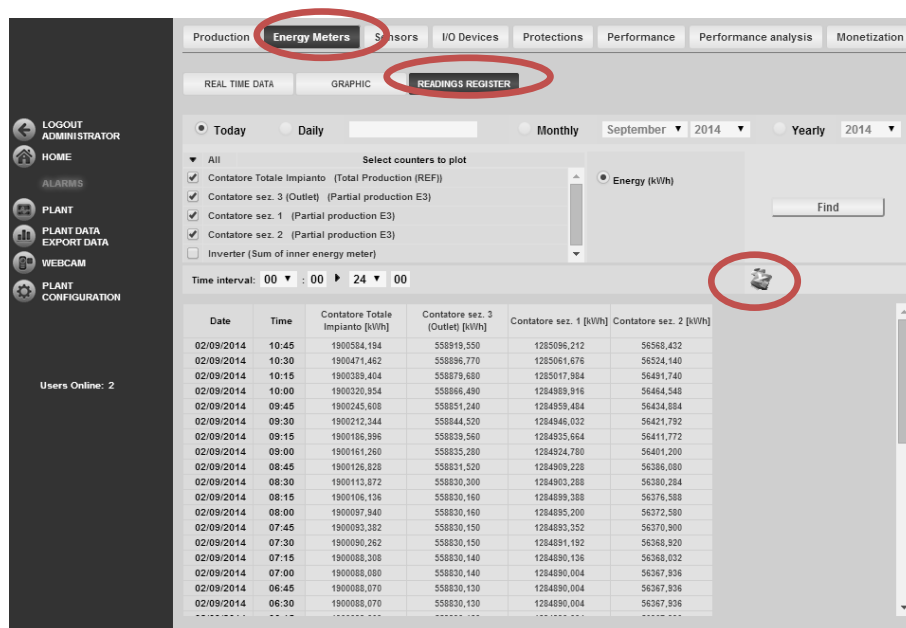 Production Energy Meters Sensors I/O Devices Protections Performance Performance analysis Monetization
REAL TIME DATA GRAPHIC READINGS REGISTER
LOGOUT
ADMINISTRATOR
HOME
ALARMS
PLANT
PLANT DATA
EXPORT DATA
WEBCAM
PLANT
CONFIGURATION
Users Online: 2
Today Daily Monthly September 2014 Yearly 2014
All Select counters to plot
Contatore Totale Impianto (Total Production (REF))
Contatore sez. 3 (Outlet) (Partial production E3)
Contatore sez. 1 (Partial production E3)
Contatore sez. 2 (Partial production E3)
Inverter (Sum of inner energy meter)
Energy (kWh)
Find
Time interval: 00 : 00 24 00
Date Time Contatore Totale Impianto [kWh] Contatore sez. 3 (Outlet) [kWh] Contatore sez. 1 [kWh] Contatore sez. 2 [kWh]
02/09/2014 10:45 1900584,194 558919,550 1285096,212 56568,432
02/09/2014 10:30 1900471,462 558896,770 1285061,676 56524,140
02/09/2014 10:15 1900389,404 558879,680 1285017,984 56491,740
02/09/2014 10:00 1900320,954 558866,490 1284989,916 56464,548
02/09/2014 09:45 1900245,608 558851,240 1284959,484 56434,884
02/09/2014 09:30 1900212,344 558844,520 1284946,032 56421,792
02/09/2014 09:15 1900186,996 558839,560 1284935,664 56411,772
02/09/2014 09:00 1900161,260 558835,280 1284924,780 56401,200
02/09/2014 08:45 1900126,828 558831,520 1284909,228 56386,080
02/09/2014 08:30 1900113,872 558830,300 1284903,288 56380,284
02/09/2014 08:15 1900106,136 558830,160 1284899,388 56376,588
02/09/2014 08:00 1900097,940 558830,160 1284895,200 56372,580
02/09/2014 07:45 1900093,382 558830,150 1284893,352 56370,900
02/09/2014 07:30 1900090,262 558830,150 1284891,192 56368,920
02/09/2014 07:15 1900088,308 558830,140 1284890,136 56368,032
02/09/2014 07:00 1900088,080 558830,140 1284890,004 56367,936
02/09/2014 06:45 1900088,070 558830,130 1284890,004 56367,936
02/09/2014 06:30 1900088,070 558830,130 1284890,004 56367,936